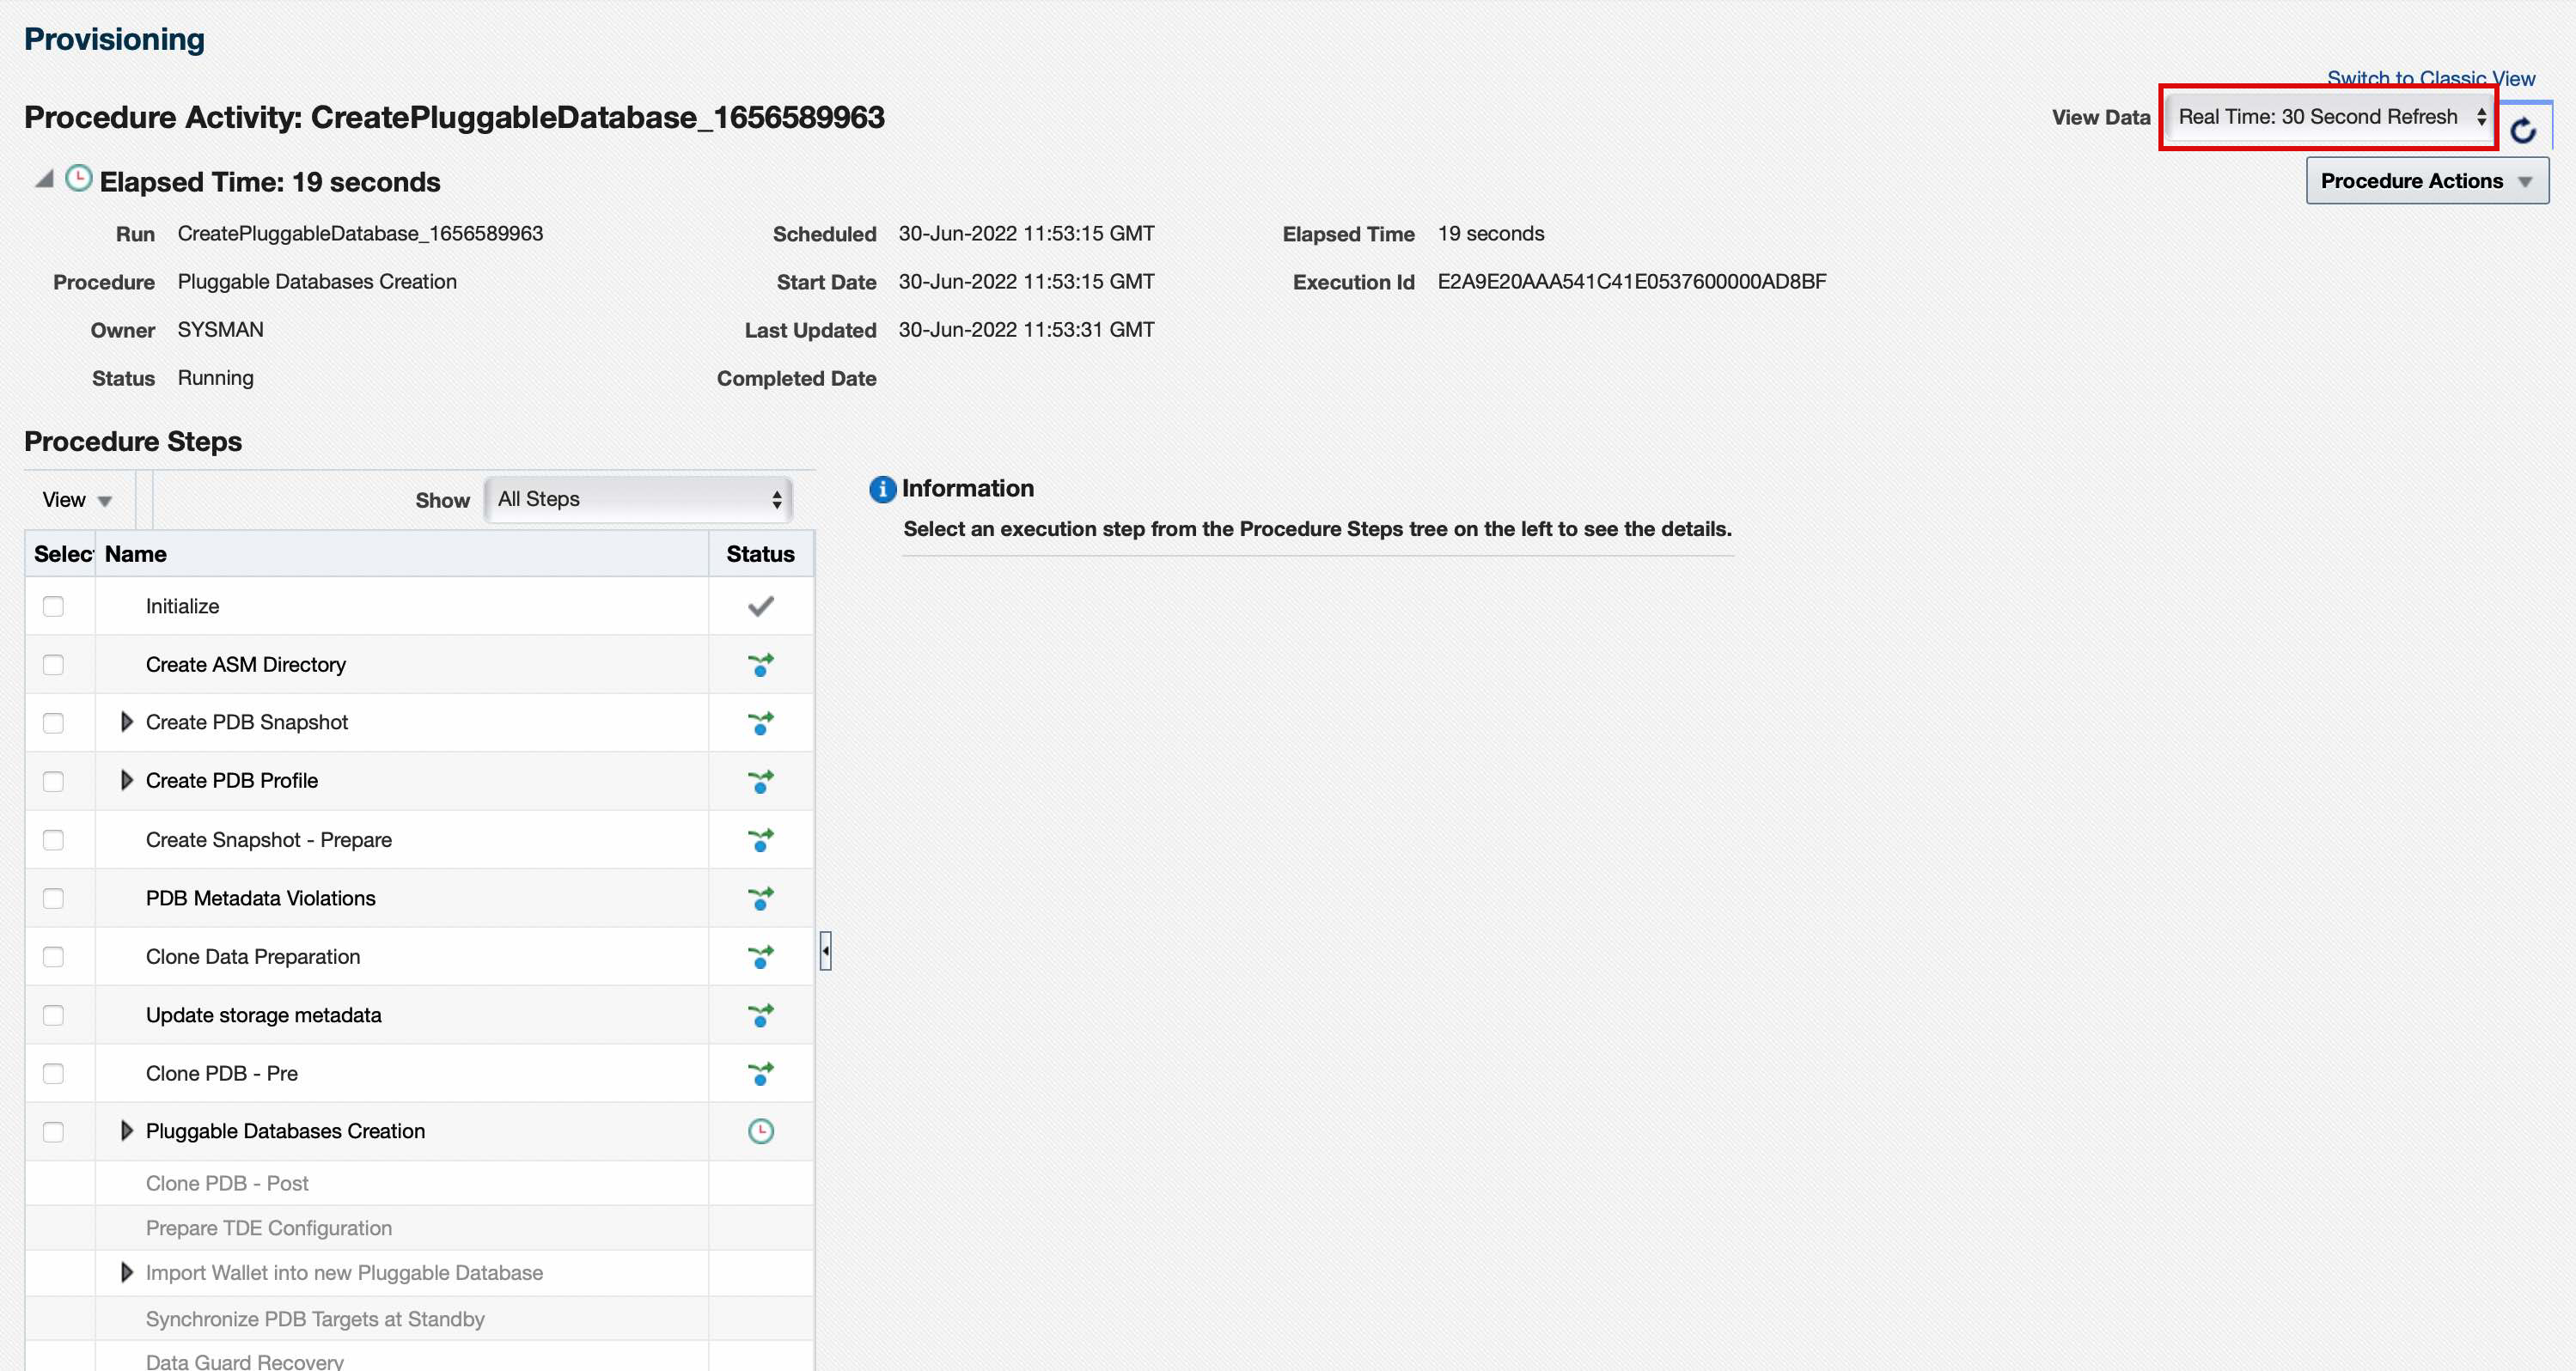 Provisioning
Switch to Classic View
Procedure Activity: CreatePluggableDatabase_1656589963
View Data Real Time: 30 Second Refresh
Elapsed Time: 19 seconds
Procedure Actions
Run CreatePluggableDatabase_1656589963 Scheduled 30-Jun-2022 11:53:15 GMT Elapsed Time 19 seconds
Procedure Pluggable Databases Creation Start Date 30-Jun-2022 11:53:15 GMT Execution Id E2A9E20AAA541C41E0537600000AD8BF
Owner SYSMAN Last Updated 30-Jun-2022 11:53:31 GMT
Status Running Completed Date
Procedure Steps
View Show All Steps
Information
Select an execution step from the Procedure Steps tree on the left to see the details.
Select Name Status
Initialize
Create ASM Directory
Create PDB Snapshot
Create PDB Profile
Create Snapshot - Prepare
PDB Metadata Violations
Clone Data Preparation
Update storage metadata
Clone PDB - Pre
Pluggable Databases Creation
Clone PDB - Post
Prepare TDE Configuration
Import Wallet into new Pluggable Database
Synchronize PDB Targets at Standby
Data Guard Recovery